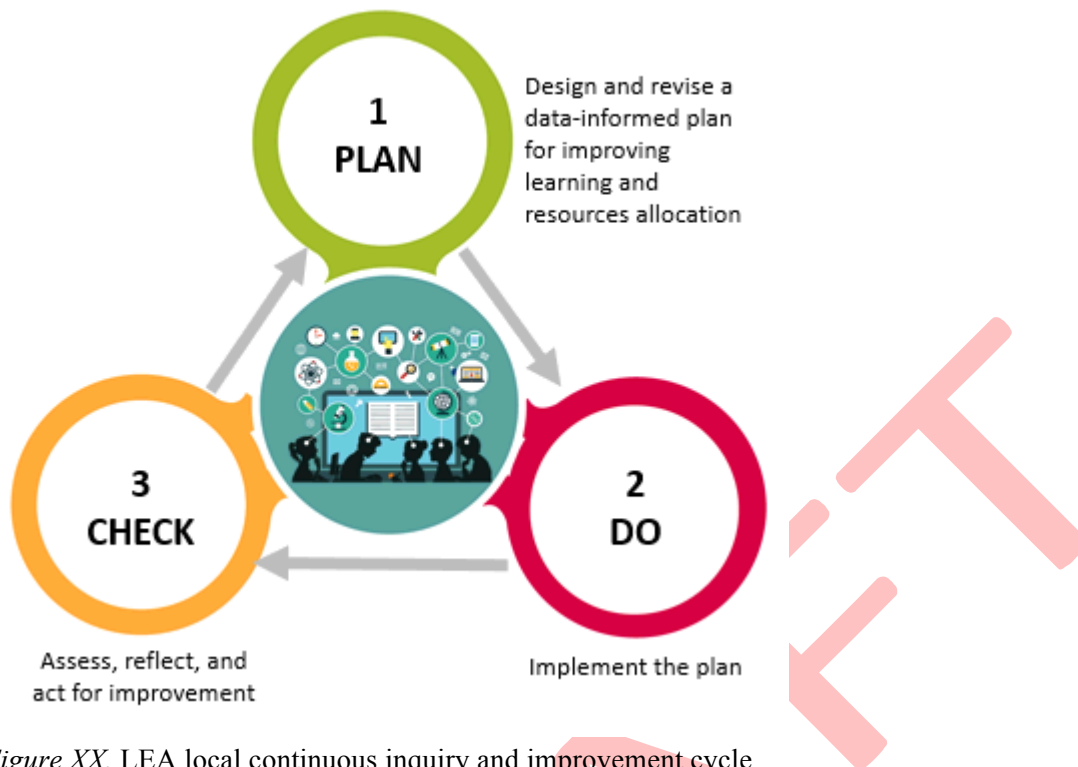 1
PLAN
Design and revise a
data-informed plan
for improving
learning and
resources allocation
3
CHECK
2
DO
Assess, reflect, and
act for improvement
Implement the plan
XX. LEA local continuous inquiry and improvement cycle